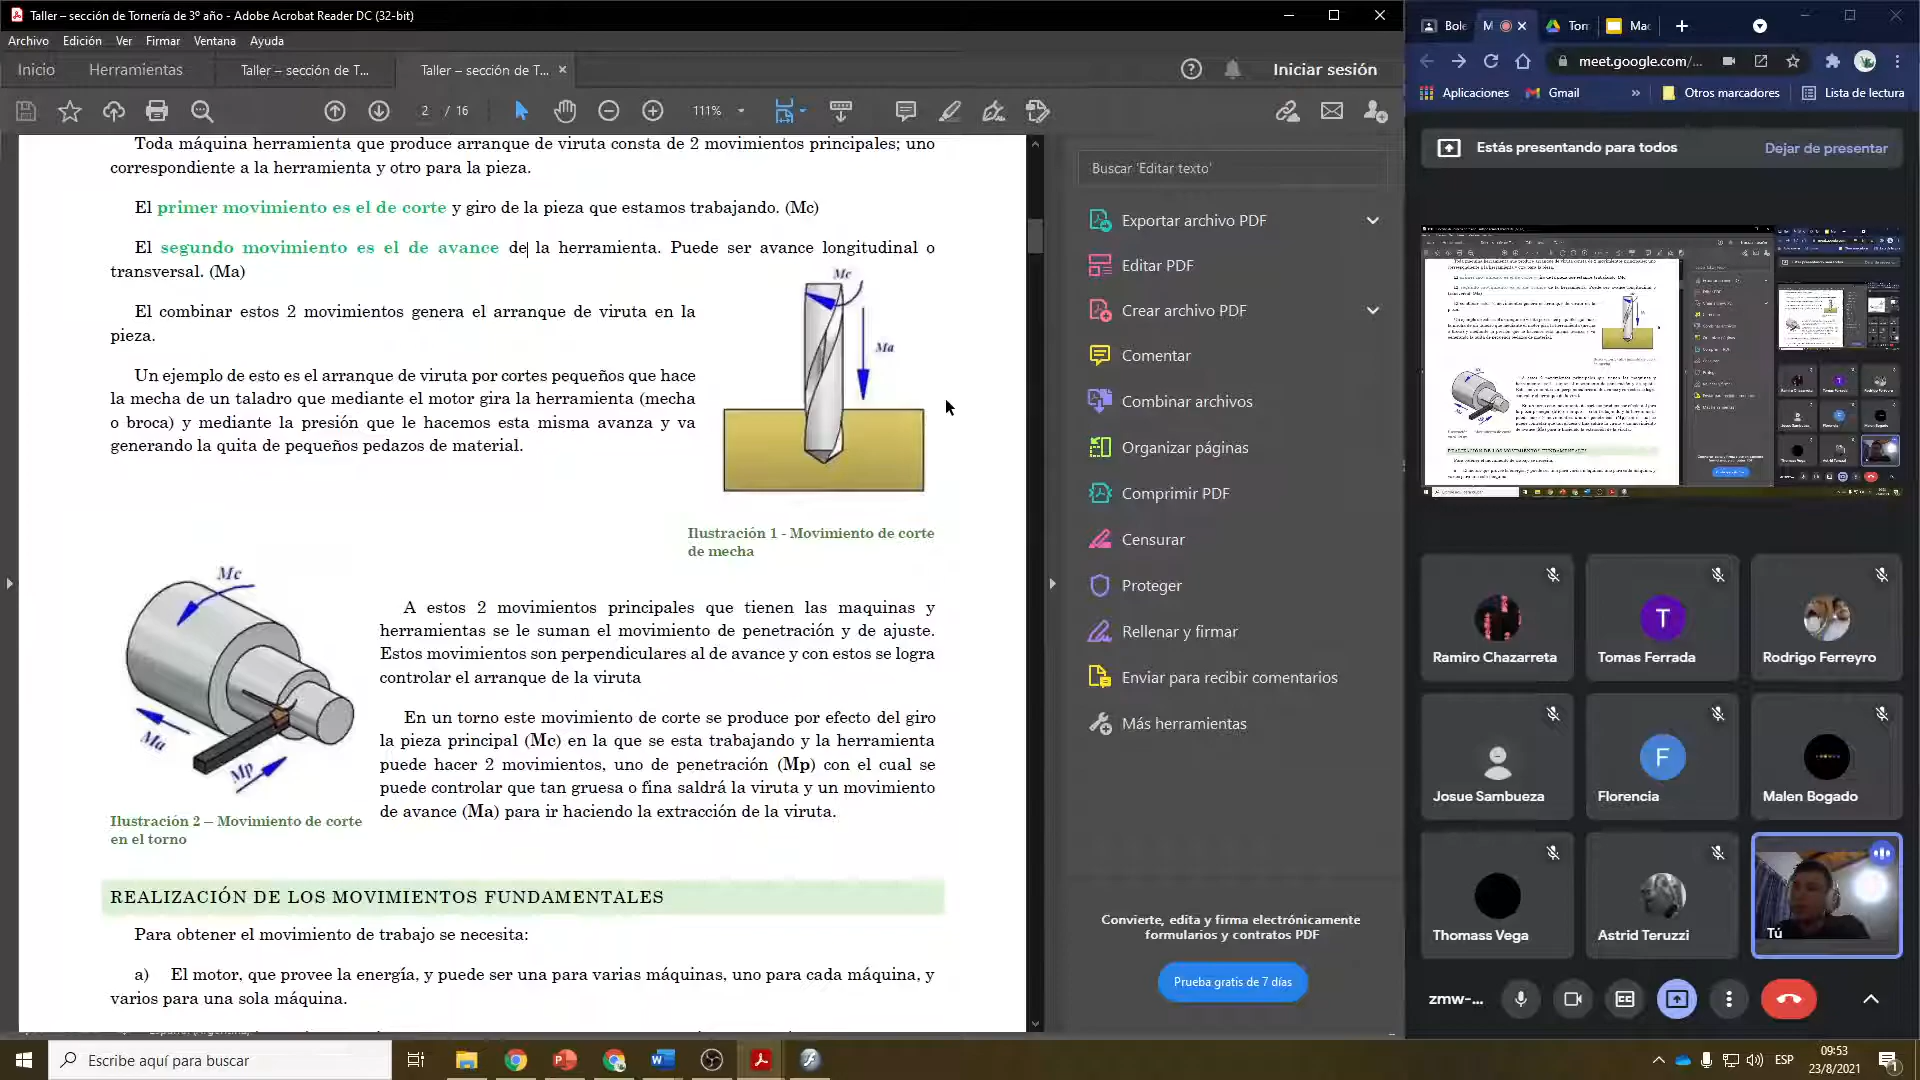 Taller – sección de Tornería de 3º año - Adobe Acrobat Reader DC (32-bit)
Archivo Edición Ver Firmar Ventana Ayuda
Inicio Herramientas Taller – sección de T... Taller – sección de T... Iniciar sesión
2 / 16 111%
Toda máquina herramienta que produce arranque de viruta consta de 2 movimientos principales; uno
correspondiente a la herramienta y otro para la pieza.
El primer movimiento es el de corte y giro de la pieza que estamos trabajando. (Mc)
El segundo movimiento es el de avance de la herramienta. Puede ser avance longitudinal o
transversal. (Ma)
Mc
Ma
El combinar estos 2 movimientos genera el arranque de viruta en la
pieza.
Un ejemplo de esto es el arranque de viruta por cortes pequeños que hace
la mecha de un taladro que mediante el motor gira la herramienta (mecha
o broca) y mediante la presión que le hacemos esta misma avanza y va
generando la quita de pequeños pedazos de material.
Ilustración 1 - Movimiento de corte
de mecha
Mc
Ma
Mp
Ilustración 2 – Movimiento de corte
en el torno
A estos 2 movimientos principales que tienen las maquinas y
herramientas se le suman el movimiento de penetración y de ajuste.
Estos movimientos son perpendiculares al de avance y con estos se logra
controlar el arranque de la viruta
En un torno este movimiento de corte se produce por efecto del giro
la pieza principal (Mc) en la que se esta trabajando y la herramienta
puede hacer 2 movimientos, uno de penetración (Mp) con el cual se
puede controlar que tan gruesa o fina saldrá la viruta y un movimiento
de avance (Ma) para ir haciendo la extracción de la viruta.
REALIZACIÓN DE LOS MOVIMIENTOS FUNDAMENTALES
Para obtener el movimiento de trabajo se necesita:
a) El motor, que provee la energía, y puede ser una para varias máquinas, uno para cada máquina, y
varios para una sola máquina.
Buscar 'Editar texto'
Exportar archivo PDF
Editar PDF
Crear archivo PDF
Comentar
Combinar archivos
Organizar páginas
Comprimir PDF
Censurar
Proteger
Rellenar y firmar
Enviar para recibir comentarios
Más herramientas
Convierte, edita y firma electrónicamente
formularios y contratos PDF
Prueba gratis de 7 días
Bole M Torn Mac
meet.google.com/...
Aplicaciones Gmail » Otros marcadores Lista de lectura
Estás presentando para todos Dejar de presentar
Ramiro Chazarreta
T
Tomas Ferrada
Rodrigo Ferreyro
Josue Sambueza
F
Florencia
Malen Bogado
Thomass Vega
Astrid Teruzzi
Tú
zmw-...
Escribe aquí para buscar
ESP
09:53
23/8/2021
1